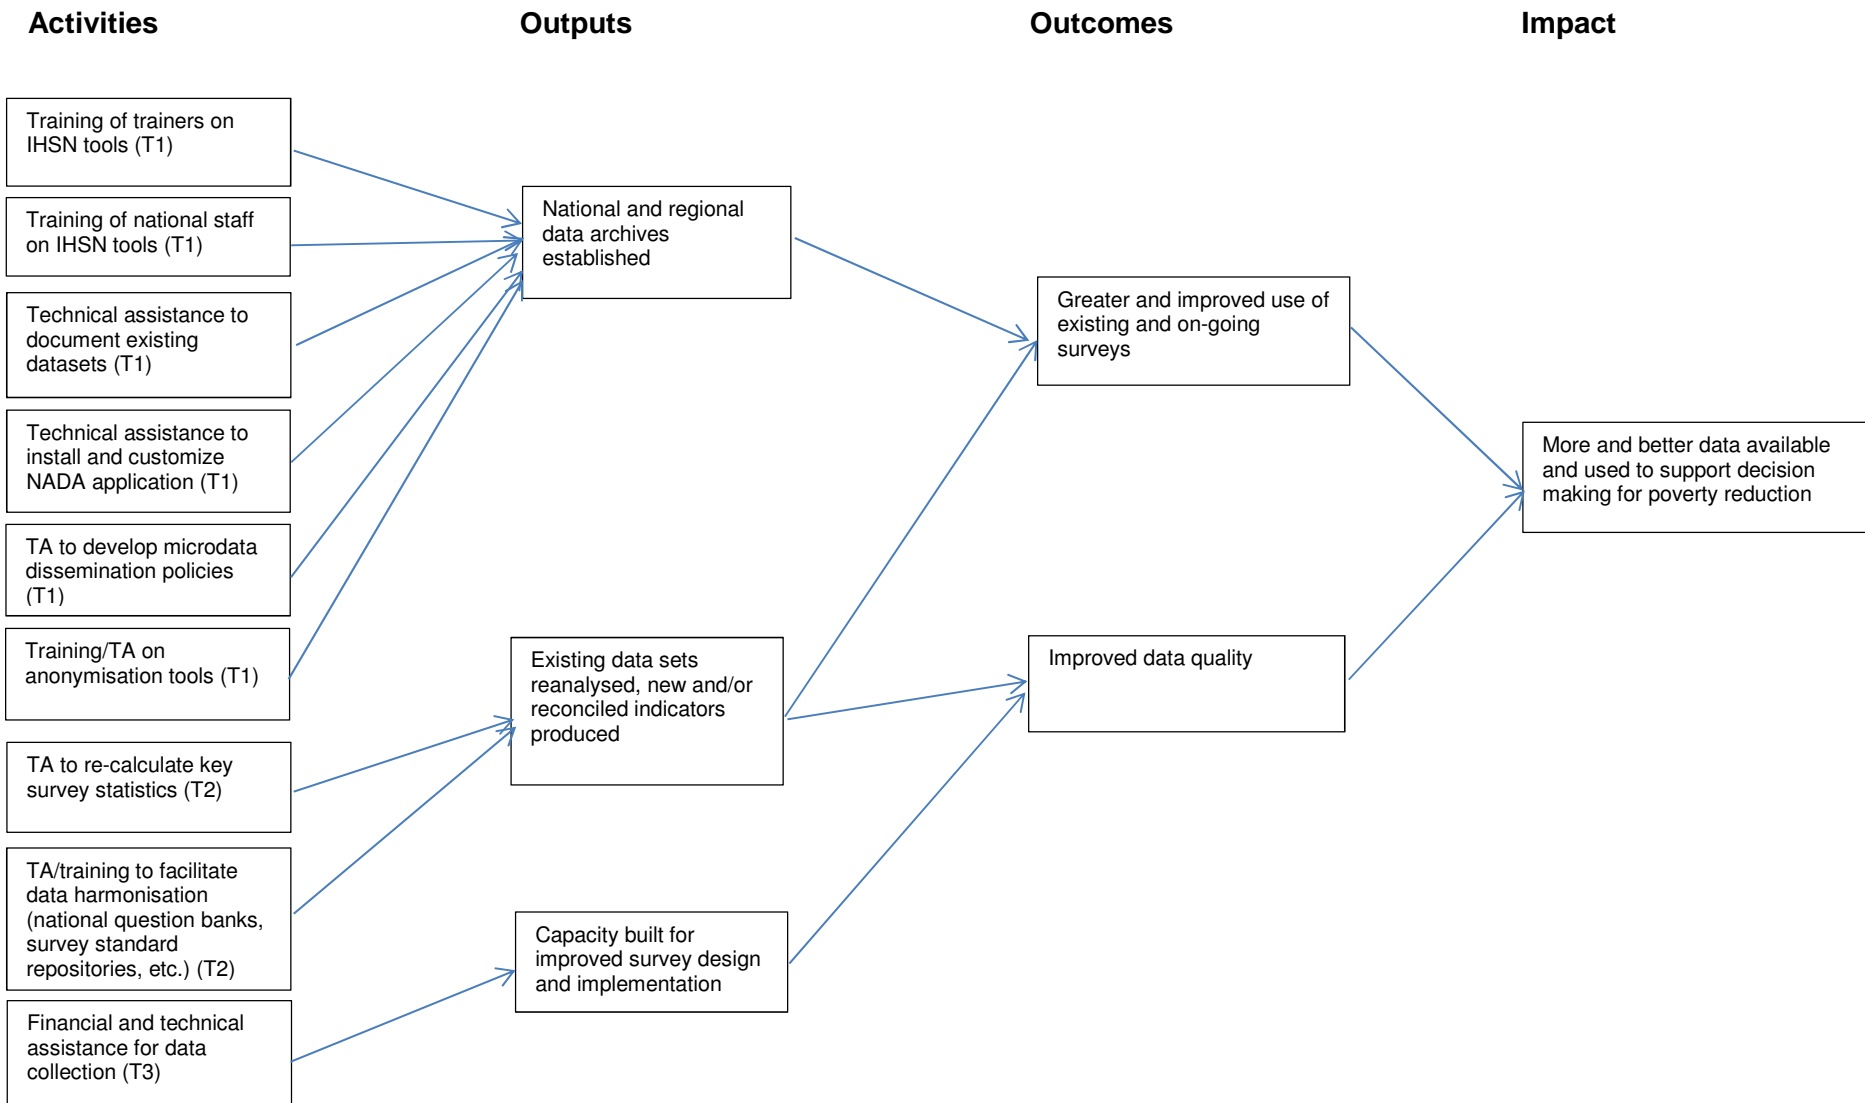 Activities
Outputs
Outcomes
Impact
Training of trainers on
IHSN tools (T1)
Training of national staff
on IHSN tools (T1)
Technical assistance to
document existing
datasets (T1)
Technical assistance to
install and customize
NADA application (T1)
TA to develop microdata
dissemination policies
(T1)
Training/TA on
anonymisation tools (T1)
TA to re-calculate key
survey statistics (T2)
TA/training to facilitate
data harmonisation
(national question banks,
survey standard
repositories, etc.) (T2)
Financial and technical
assistance for data
collection (T3)
National and regional
data archives
established
Existing data sets
reanalysed, new and/or
reconciled indicators
produced
Capacity built for
improved survey design
and implementation
Greater and improved use of
existing and on-going
surveys
Improved data quality
More and better data available
and used to support decision
making for poverty reduction